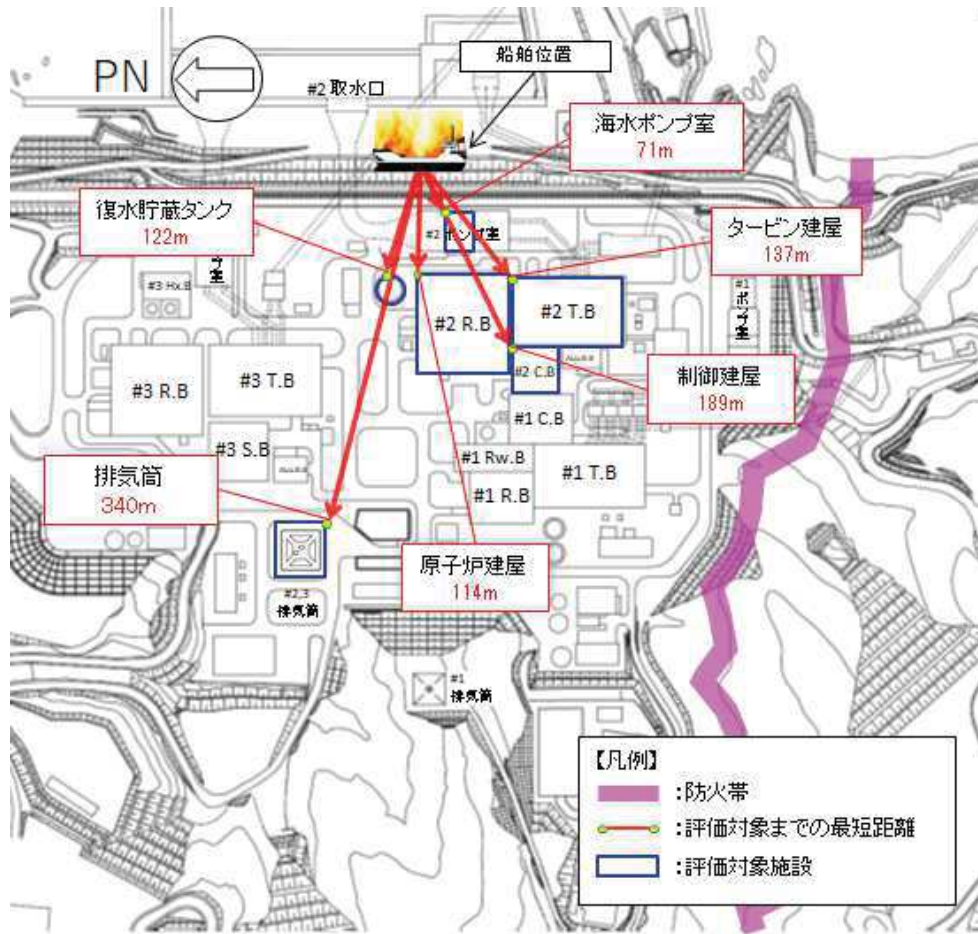 PN
船舶位置
#2 取水口
海水ポンプ室
71m
復水貯蔵タンク
122m
#2
ポンプ室
タービン建屋
137m
#3 Hx.B
#1
ポンプ室
#2 R.B
#2 T.B
#3 R.B
#3 T.B
#2 C.B
制御建屋
189m
#1 C.B
#3 S.B
#1 Rw.B
#1 T.B
排気筒
340m
#1 R.B
原子炉建屋
114m
#2,3
排気筒
#1
排気筒
【凡例】
:防火帯
:評価対象までの最短距離
:評価対象施設